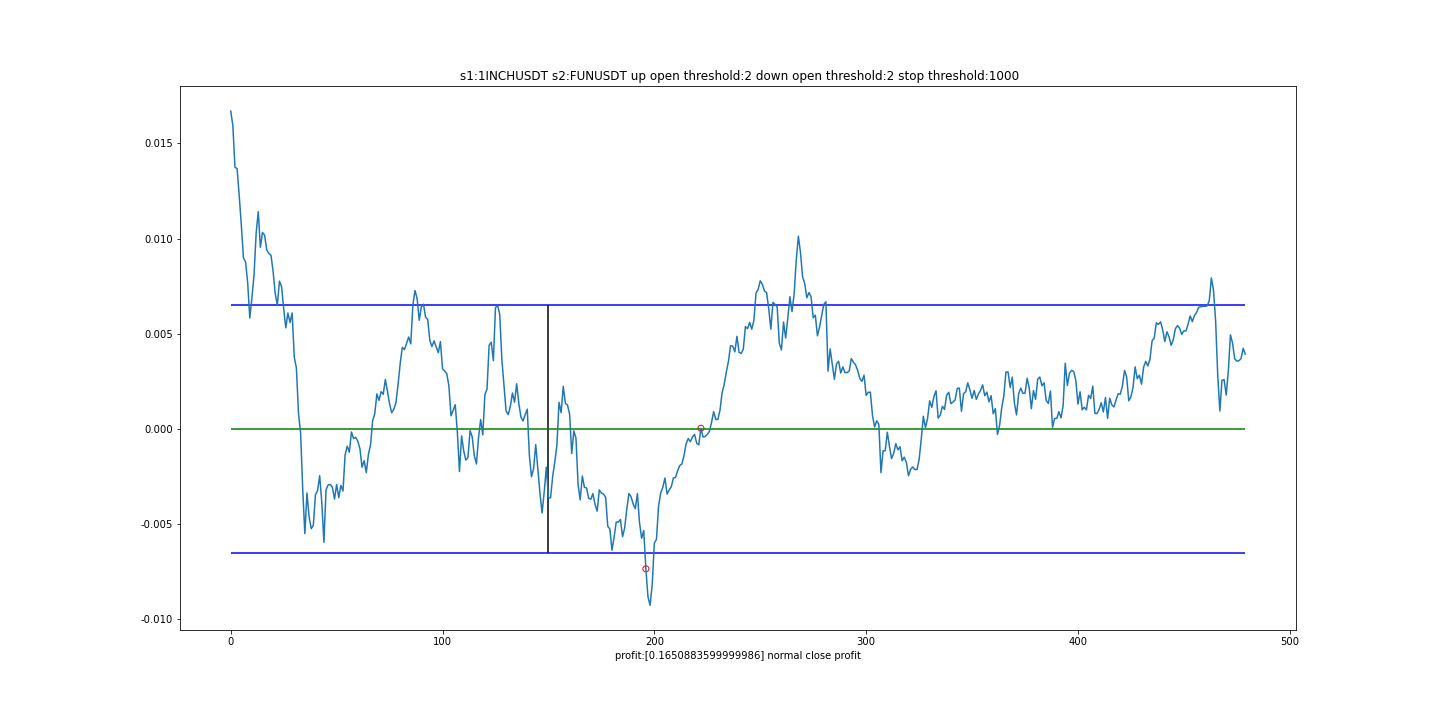 s1:1INCHUSDT s2:FUNUSDT up open threshold:2 down open threshold:2 stop threshold:1000
0.015
0.010
0.005
0.000
-0.005
-0.010
0 100 200 300 400 500
profit:[0.1650883599999986] normal close profit